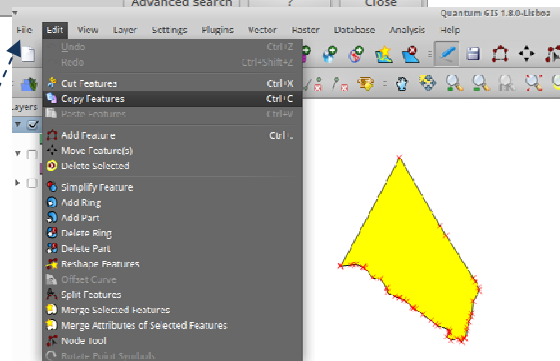 Advanced search
?
Close
Quantum GIS 1.8.0-Lisboa
File Edit View Layer Settings Plugins Vector Raster Database Analysis Help
Undo Ctrl+Z
Redo Ctrl+Shift+Z
Cut Features Ctrl+X
Copy Features Ctrl+C
Paste Features Ctrl+V
Add Feature Ctrl+.
Move Feature(s)
Delete Selected
Simplify Feature
Add Ring
Add Part
Delete Ring
Delete Part
Reshape Features
Offset Curve
Split Features
Merge Selected Features
Merge Attributes of Selected Features
Node Tool
Rotate Point Symbols
ayers